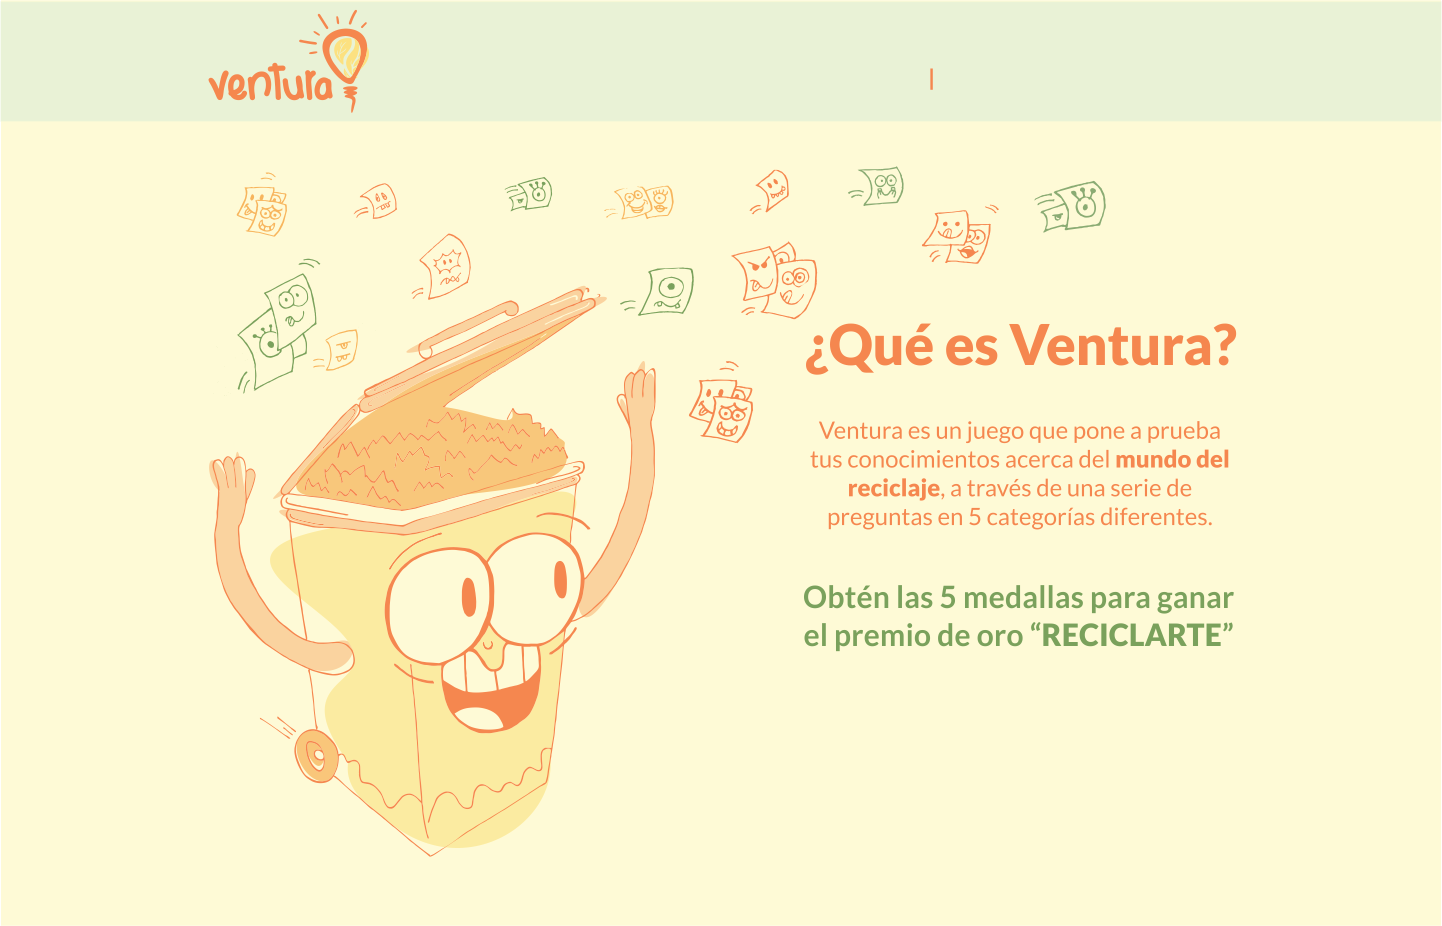 ventura
|
¿Qué es Ventura?
Ventura es un juego que pone a prueba
tus conocimientos acerca del mundo del
reciclaje, a través de una serie de
preguntas en 5 categorías diferentes.
Obtén las 5 medallas para ganar
el premio de oro “RECICLARTE”